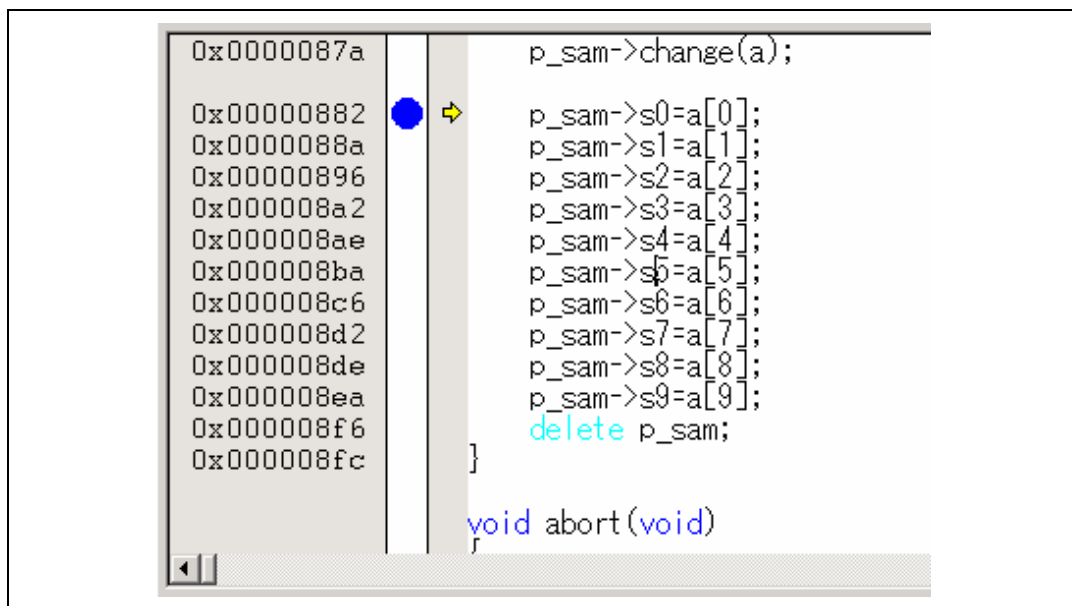 0x0000087a p_sam->change(a);
0x00000882 p_sam->s0=a[0];
0x0000088a p_sam->s1=a[1];
0x00000896 p_sam->s2=a[2];
0x000008a2 p_sam->s3=a[3];
0x000008ae p_sam->s4=a[4];
0x000008ba p_sam->s5=a[5];
0x000008c6 p_sam->s6=a[6];
0x000008d2 p_sam->s7=a[7];
0x000008de p_sam->s8=a[8];
0x000008ea p_sam->s9=a[9];
0x000008f6 delete p_sam;
0x000008fc }
void abort(void)
{